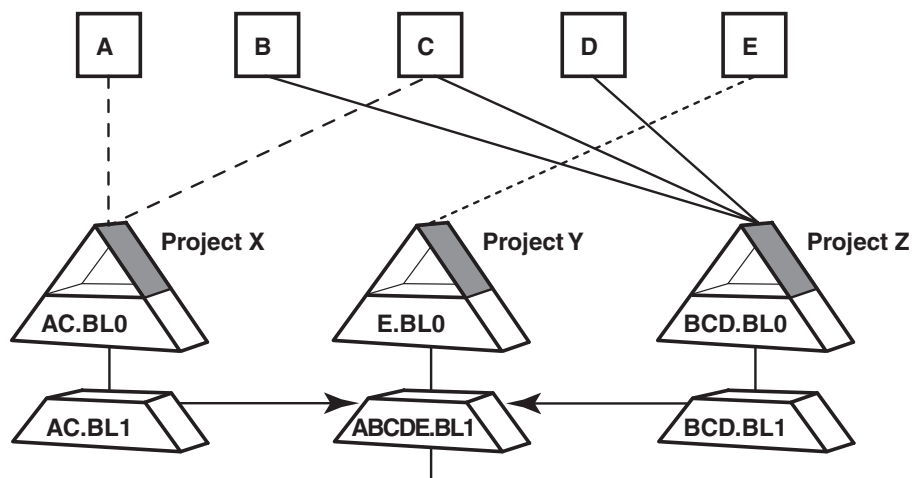 A B C D E
Project X Project Y Project Z
AC.BL0 E.BL0 BCD.BL0
AC.BL1 ABCDE.BL1 BCD.BL1